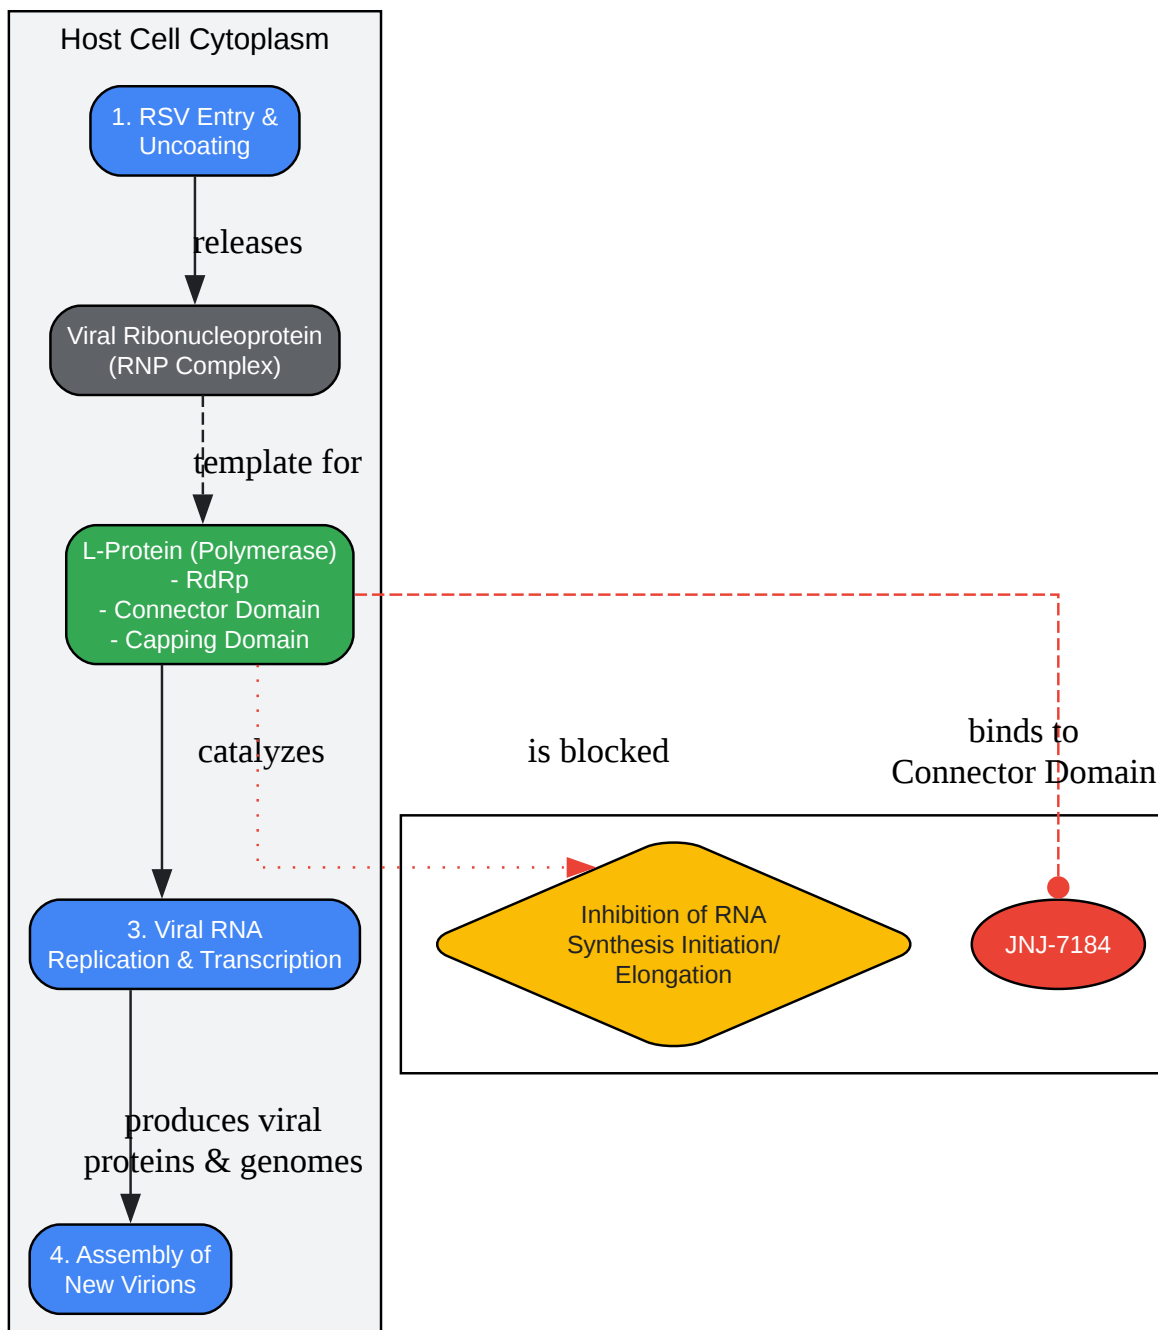 Host Cell Cytoplasm
1. RSV Entry &
Uncoating
releases
Viral Ribonucleoprotein
(RNP Complex)
template for
L-Protein (Polymerase)
- RdRp
- Connector Domain
- Capping Domain
catalyzes
is blocked
binds to
Connector Domain
3. Viral RNA
Replication & Transcription
Inhibition of RNA
Synthesis Initiation/
Elongation
JNJ-7184
produces viral
proteins & genomes
4. Assembly of
New Virions